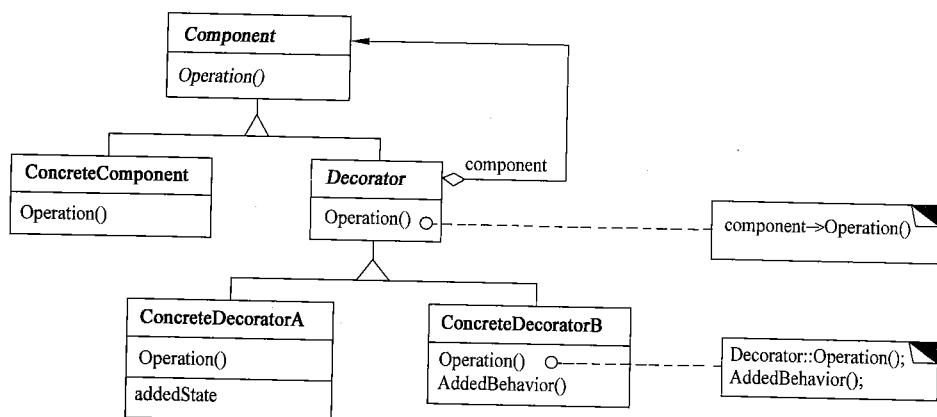 Component
Operation()
ConcreteComponent
Operation()
Decorator
Operation()
component
component->Operation()
ConcreteDecoratorA
Operation()
addedState
ConcreteDecoratorB
Operation()
AddedBehavior()
Decorator::Operation();
AddedBehavior();